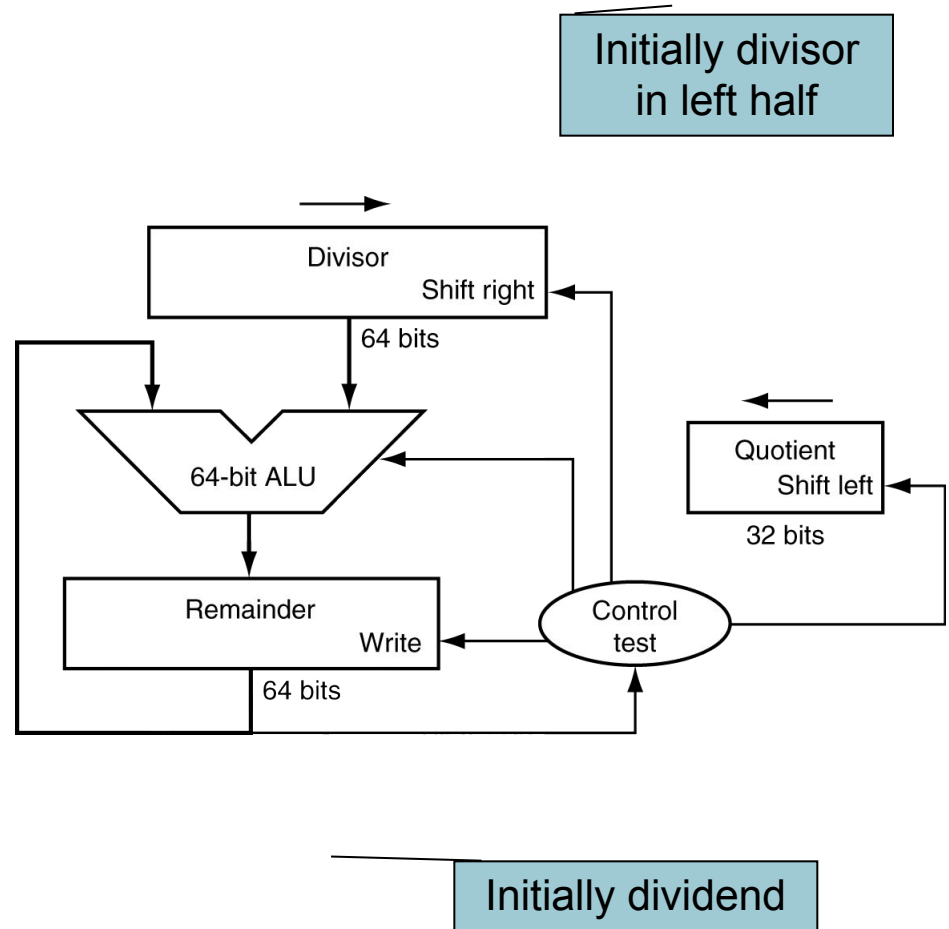 Initially divisor
in left half
Divisor
Shift right
64 bits
64-bit ALU
Quotient
Shift left
32 bits
Remainder
Write
64 bits
Control
test
Initially dividend